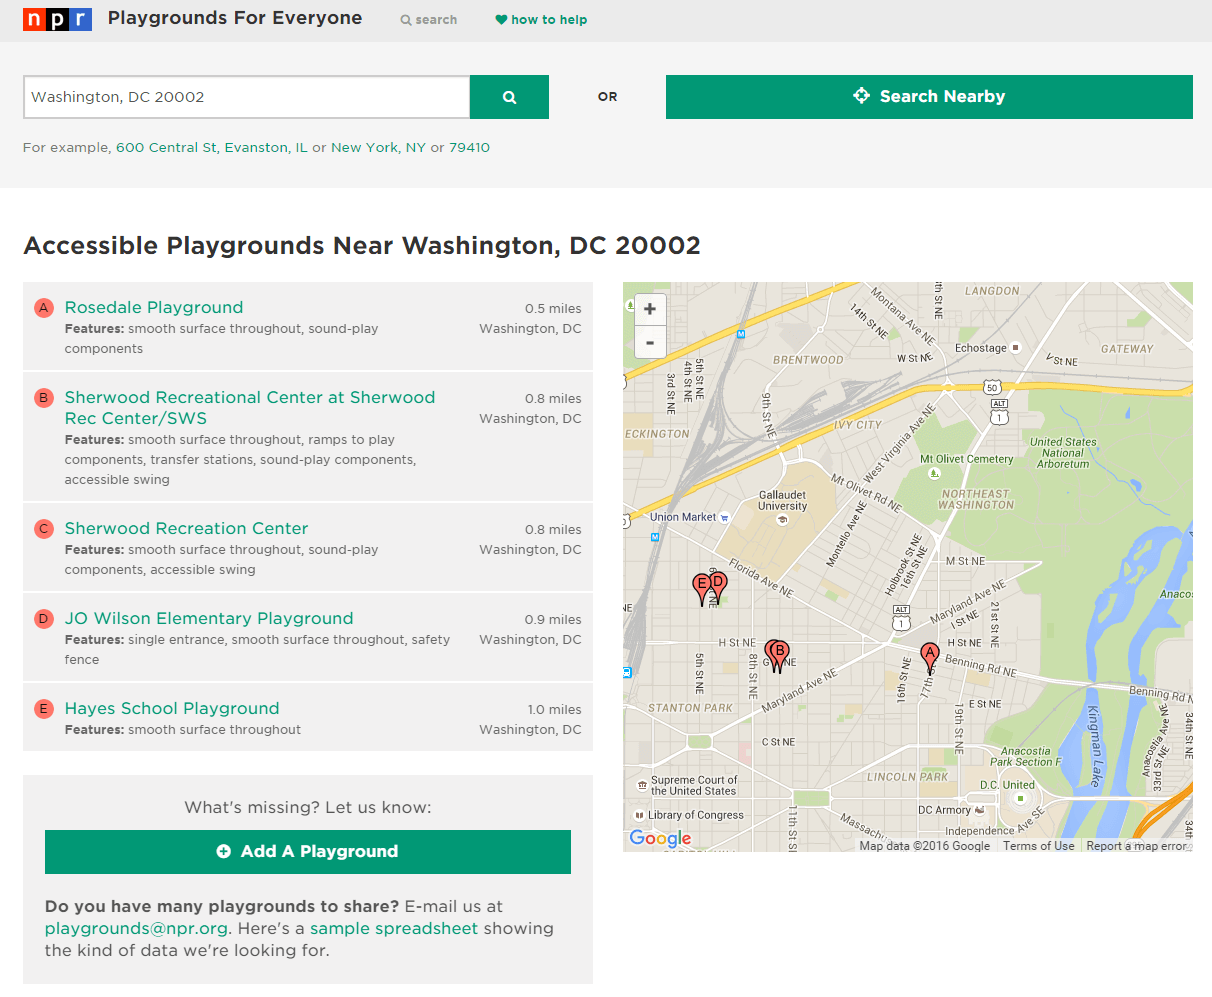 npr Playgrounds For Everyone search how to help
Washington, DC 20002
OR
Search Nearby
For example, 600 Central St, Evanston, IL or New York, NY or 79410
Accessible Playgrounds Near Washington, DC 20002
A Rosedale Playground 0.5 miles
Features: smooth surface throughout, sound-play Washington, DC
components
B Sherwood Recreational Center at Sherwood 0.8 miles
Rec Center/SWS Washington, DC
Features: smooth surface throughout, ramps to play
components, transfer stations, sound-play components,
accessible swing
C Sherwood Recreation Center 0.8 miles
Features: smooth surface throughout, sound-play Washington, DC
components, accessible swing
D JO Wilson Elementary Playground 0.9 miles
Features: single entrance, smooth surface throughout, safety Washington, DC
fence
E Hayes School Playground 1.0 miles
Features: smooth surface throughout Washington, DC
What's missing? Let us know:
Add A Playground
Do you have many playgrounds to share? E-mail us at
playgrounds@npr.org. Here's a sample spreadsheet showing
the kind of data we're looking for.
+
-
LANGDON
Montana Ave NE
14th St NE
13th St NE
BRENTWOOD
W St NE
Echostage
V St NE
GATEWAY
5th St NE
4th St NE
3rd St NE
9th St NE
50
ALT
1
ECKINGTON
IVY CITY
West Virginia Ave NE
Mt Olivet Cemetery
United States
National
Arboretum
Mt Olivet Rd NE
NORTHEAST
WASHINGTON
Gallaudet
University
Union Market
Montello Ave NE
Holbrook St NE
16th St NE
M St NE
Florida Ave NE
E
D
Maryland Ave NE
I St NE
21st St NE
ALT
1
H St NE
H St NE
B
A
Benning Rd NE
5th St NE
8th St NE
Maryland Ave NE
16th St NE
Benning Rd N
STANTON PARK
E St NE
19th St NE
Kingman Lake
Anacostia Ave NE
33rd St NE
34th St NE
C St NE
Anacostia
Park Section F
LINCOLN PARK
D.C. United
Supreme Court of
the United States
Library of Congress
11th St SE
DC Armory
Independence Ave SE
Massachu
Google
Map data ©2016 Google Terms of Use Report a map error